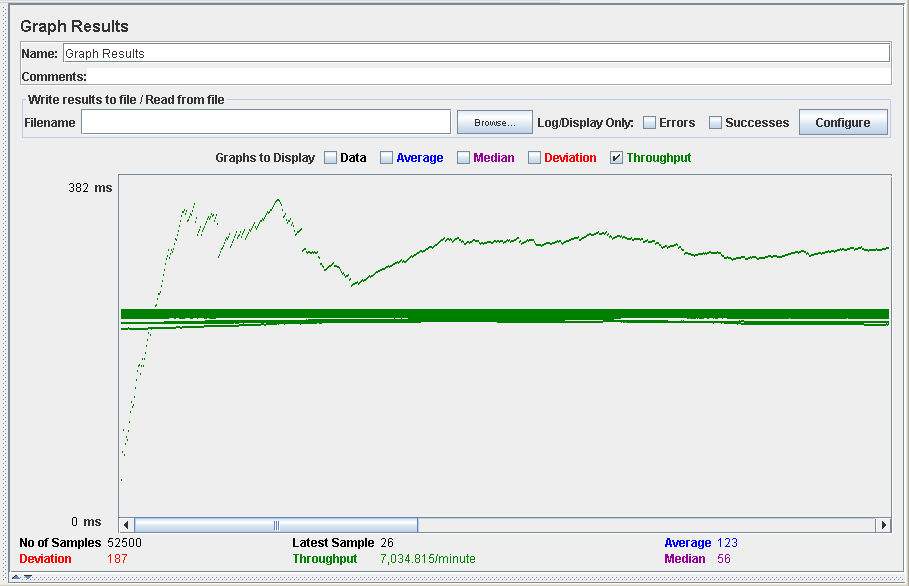 Graph Results
Name: Graph Results
Comments:
Write results to file / Read from file
Filename Browse... Log/Display Only: Errors Successes Configure
Graphs to Display Data Average Median Deviation Throughput
382 ms
0 ms
No of Samples 52500 Latest Sample 26 Average 123
Deviation 187 Throughput 7,034.815/minute Median 56